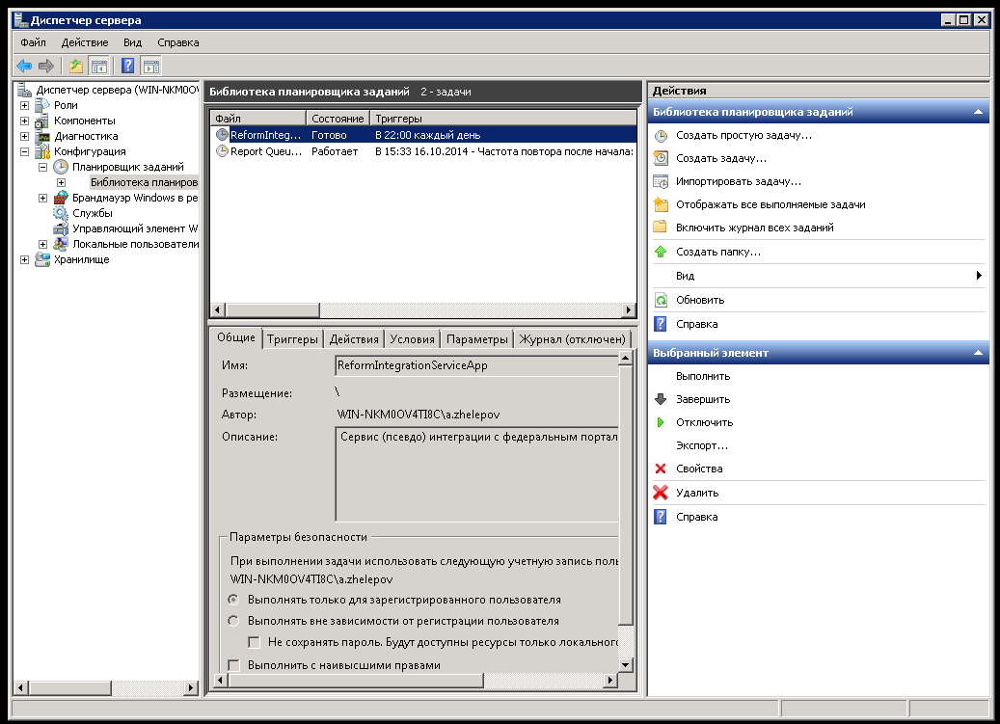 Диспетчер сервера
Файл Действие Вид Справка
Диспетчер сервера (WIN-NKM0OV
Роли
Компоненты
Диагностика
Конфигурация
Планировщик заданий
Библиотека планиров
Брандмауэр Windows в ре
Службы
Управляющий элемент W
Локальные пользователи
Хранилище
Библиотека планировщика заданий 2 - задачи
Файл Состояние Триггеры
ReformInteg... Готово В 22:00 каждый день
Report Queu... Работает В 15:33 16.10.2014 - Частота повтора после начала:
Общие Триггеры Действия Условия Параметры Журнал (отключен)
Имя: ReformIntegrationServiceApp
Размещение: \
Автор: WIN-NKM0OV4TI8C\a.zhelepov
Описание: Сервис (псевдо) интеграции с федеральным портал
Параметры безопасности
При выполнении задачи использовать следующую учетную запись поль
WIN-NKM0OV4TI8C\a.zhelepov
Выполнять только для зарегистрированного пользователя
Выполнять вне зависимости от регистрации пользователя
Не сохранять пароль. Будут доступны ресурсы только локального
Выполнить с наивысшими правами
Действия
Библиотека планировщика заданий
Создать простую задачу...
Создать задачу...
Импортировать задачу...
Отображать все выполняемые задачи
Включить журнал всех заданий
Создать папку...
Вид
Обновить
Справка
Выбранный элемент
Выполнить
Завершить
Отключить
Экспорт...
Свойства
Удалить
Справка